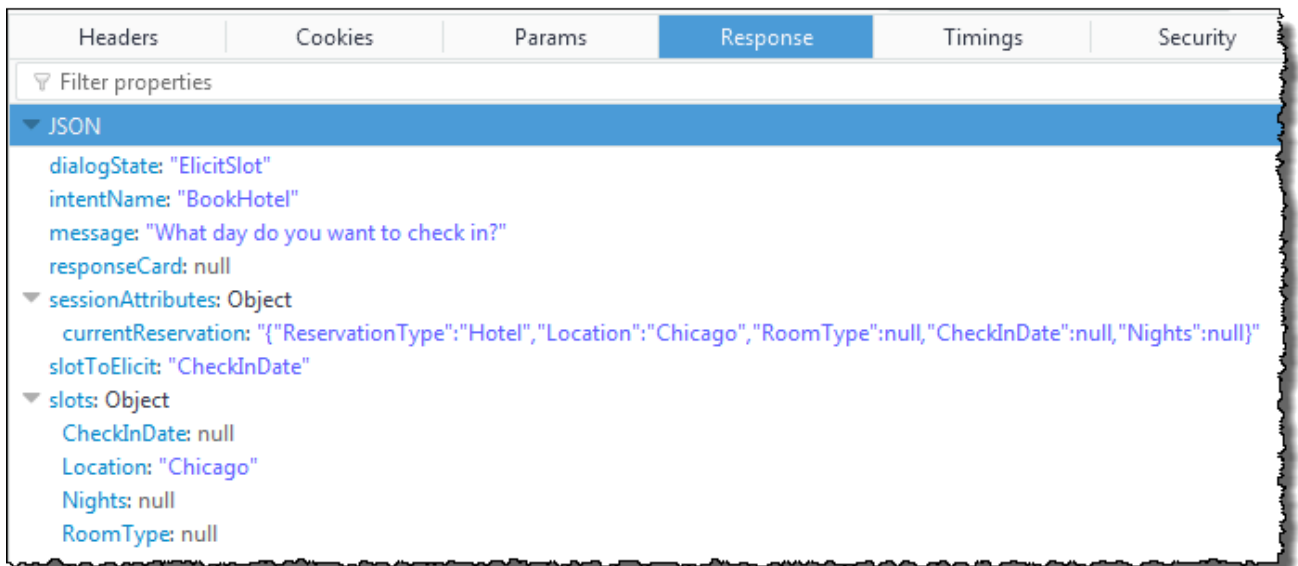 Headers Cookies Params Response Timings Security
Filter properties
JSON
dialogState: "ElicitSlot"
intentName: "BookHotel"
message: "What day do you want to check in?"
responseCard: null
sessionAttributes: Object
currentReservation: "{"ReservationType":"Hotel","Location":"Chicago","RoomType":null,"CheckInDate":null,"Nights":null}"
slotToElicit: "CheckInDate"
slots: Object
CheckInDate: null
Location: "Chicago"
Nights: null
RoomType: null